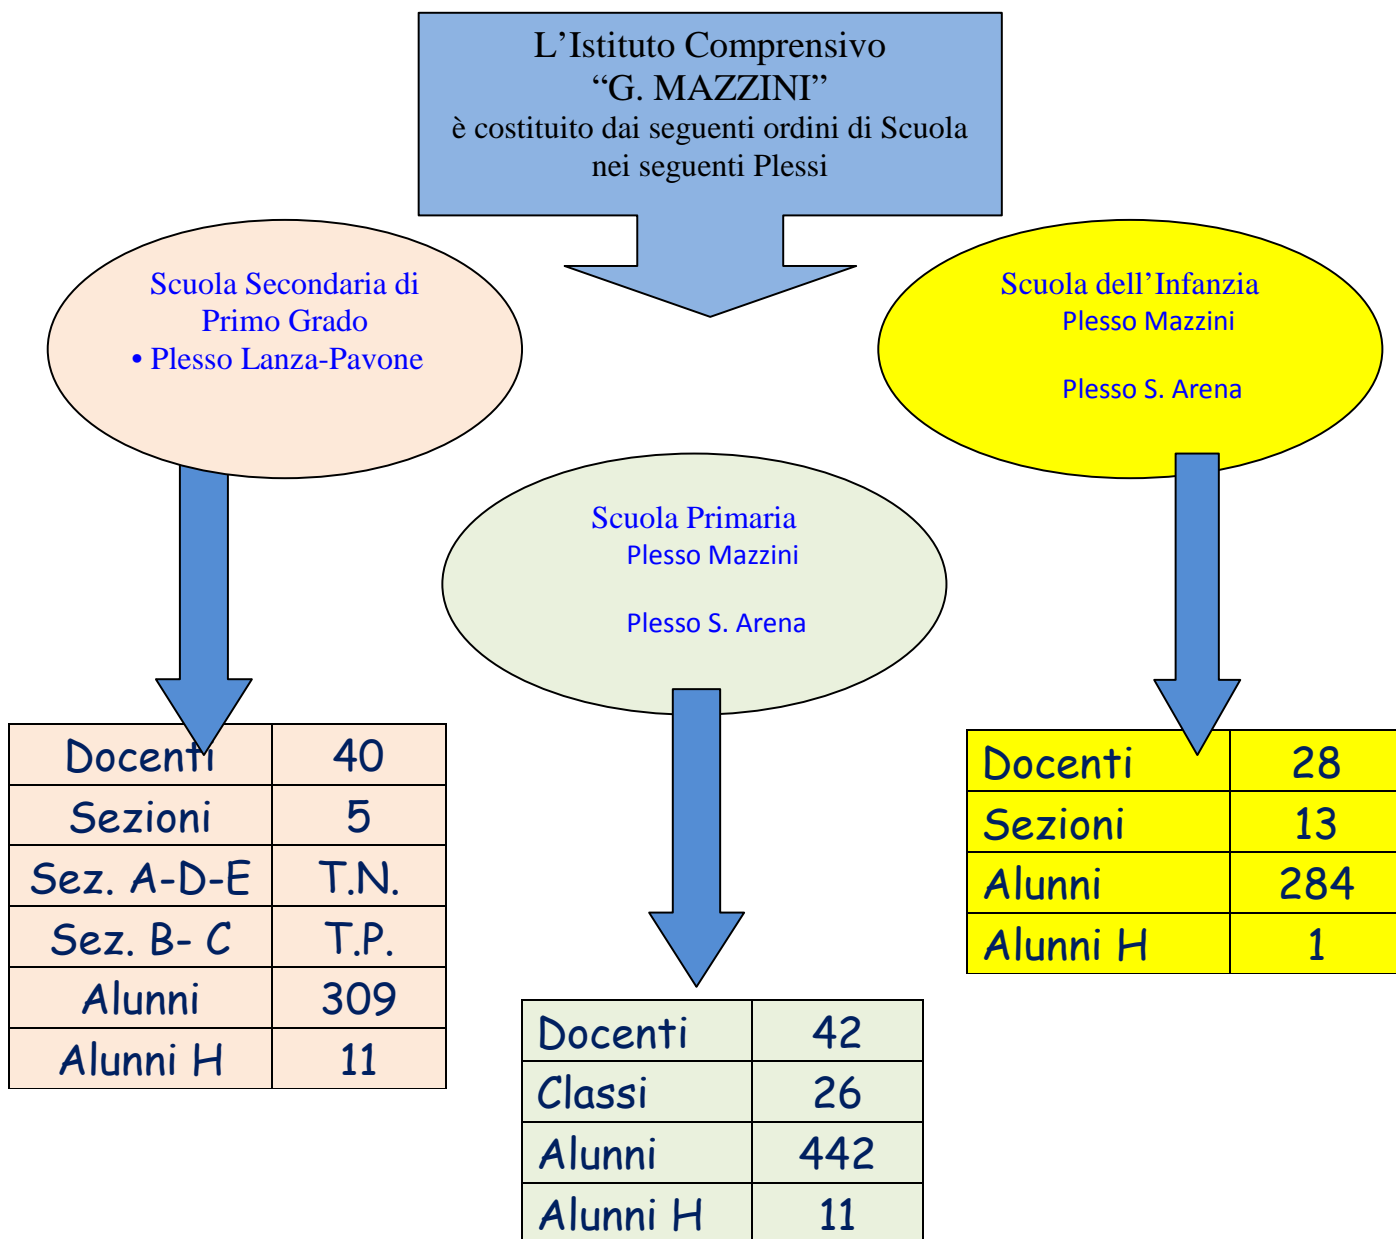 L’Istituto Comprensivo
“G. MAZZINI”
è costituito dai seguenti ordini di Scuola
nei seguenti Plessi
Scuola Secondaria di
Primo Grado
• Plesso Lanza-Pavone
Scuola dell’Infanzia
Plesso Mazzini
Plesso S. Arena
Scuola Primaria
Plesso Mazzini
Plesso S. Arena
Docenti 40
Sezioni 5
Sez. A-D-E T.N.
Sez. B- C T.P.
Alunni 309
Alunni H 11
Docenti 28
Sezioni 13
Alunni 284
Alunni H 1
Docenti 42
Classi 26
Alunni 442
Alunni H 11